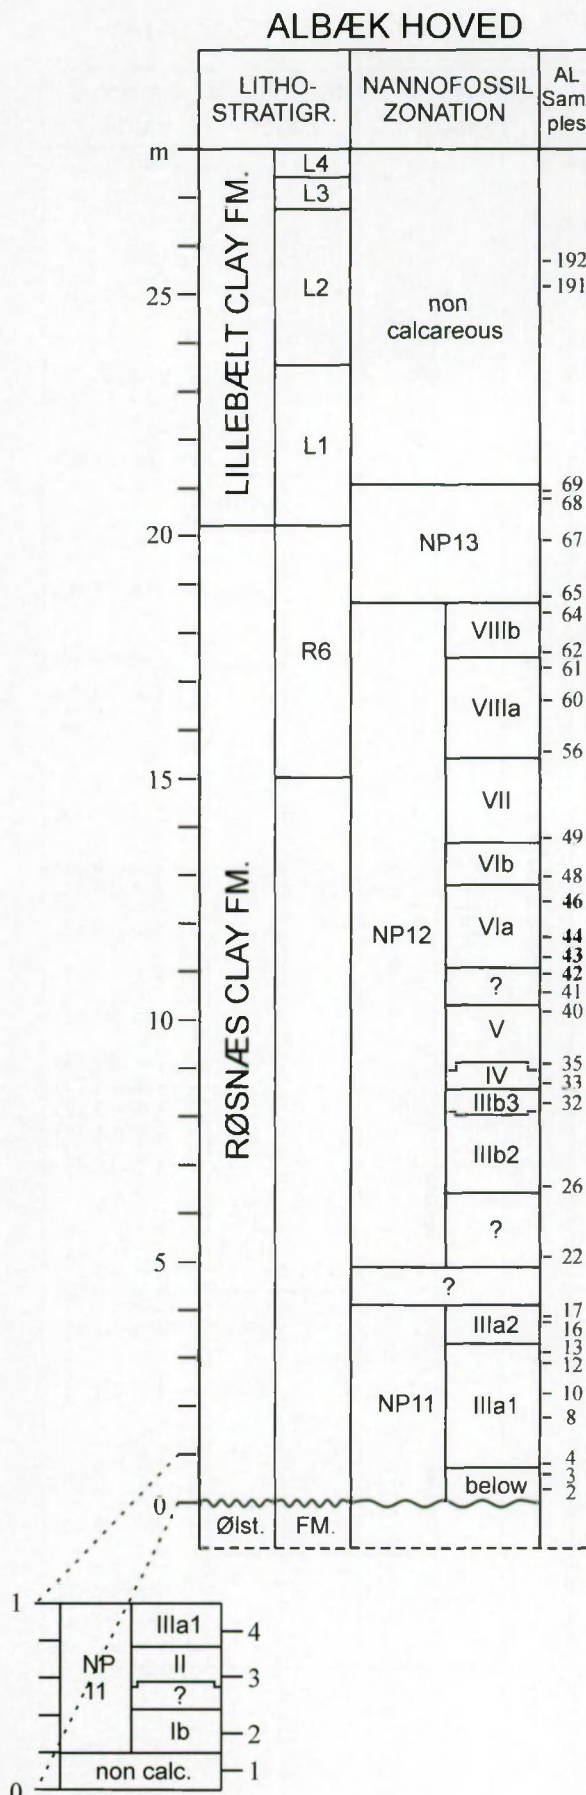 ALBÆK HOVED
LITHO-
STRATIGR.
NANNOFOSSIL
ZONATION
AL
Sam
ples
m
25
20
15
10
5
0
LILLEBÆLT CLAY FM.
RØSNÆS CLAY FM.
Ølst. FM.
L4
L3
L2
L1
R6
non
calcareous
NP13
NP12
?
NP11
VIIIb
VIIIa
VII
VIb
VIa
?
V
IV
IIIb3
IIIb2
?
IIIa2
IIIa1
below
192
191
69
68
67
65
64
62
61
60
56
49
48
46
44
43
42
41
40
35
33
32
26
22
17
16
13
12
10
8
4
3
2
1
0
NP
11
IIIa1
II
?
Ib
non calc.
4
3
2
1